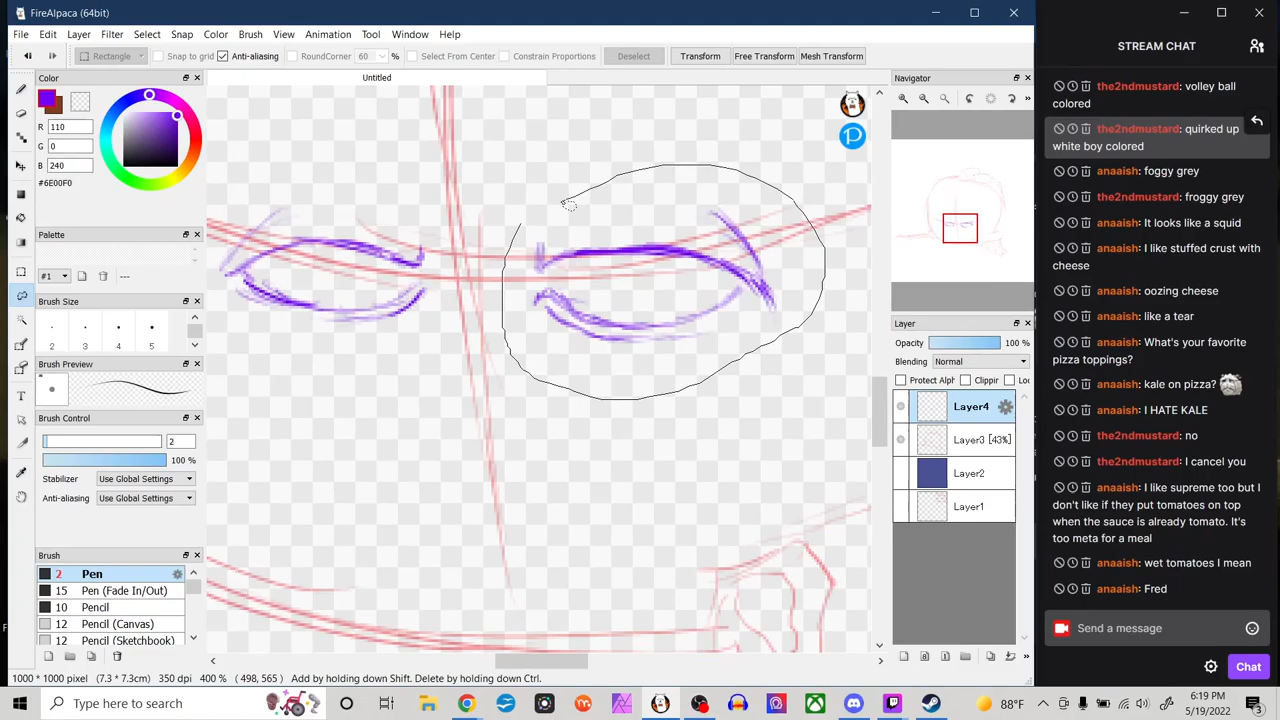 FireAlpaca (64bit)
File Edit Layer Filter Select Snap Color Brush View Animation Tool Window Help
Rectangle Snap to grid Anti-aliasing RoundCorner 60 % Select From Center Constrain Proportions Deselect Transform Free Transform Mesh Transform
Color
R 110
G 0
B 240
#6E00F0
Palette
#1 ---
Brush Size
2 3 4 5
Brush Preview
Brush Control
2
100 %
Stabilizer Use Global Settings
Anti-aliasing Use Global Settings
Brush
2 Pen
15 Pen (Fade In/Out)
10 Pencil
12 Pencil (Canvas)
12 Pencil (Sketchbook)
Untitled
Navigator
Layer
Opacity 100 %
Blending Normal
Protect Alph Clippir Loc
Layer4
Layer3 [43%]
Layer2
Layer1
1000 * 1000 pixel (7.3 * 7.3cm) 350 dpi 400 % ( 498, 565) Add by holding down Shift. Delete by holding down Ctrl.
STREAM CHAT
the2ndmustard: volley ball
colored
the2ndmustard: quirked up
white boy colored
anaaish: foggy grey
the2ndmustard: froggy grey
anaaish: It looks like a squid
anaaish: I like stuffed crust with
cheese
anaaish: oozing cheese
anaaish: like a tear
anaaish: What's your favorite
pizza toppings?
anaaish: kale on pizza?
anaaish: I HATE KALE
the2ndmustard: no
the2ndmustard: I cancel you
anaaish: I like supreme too but I
don't like if they put tomatoes on top
when the sauce is already tomato. It's
too meta for a meal
anaaish: wet tomatoes I mean
anaaish: Fred
Send a message
Chat
Type here to search
88°F
6:19 PM
5/19/2022
3